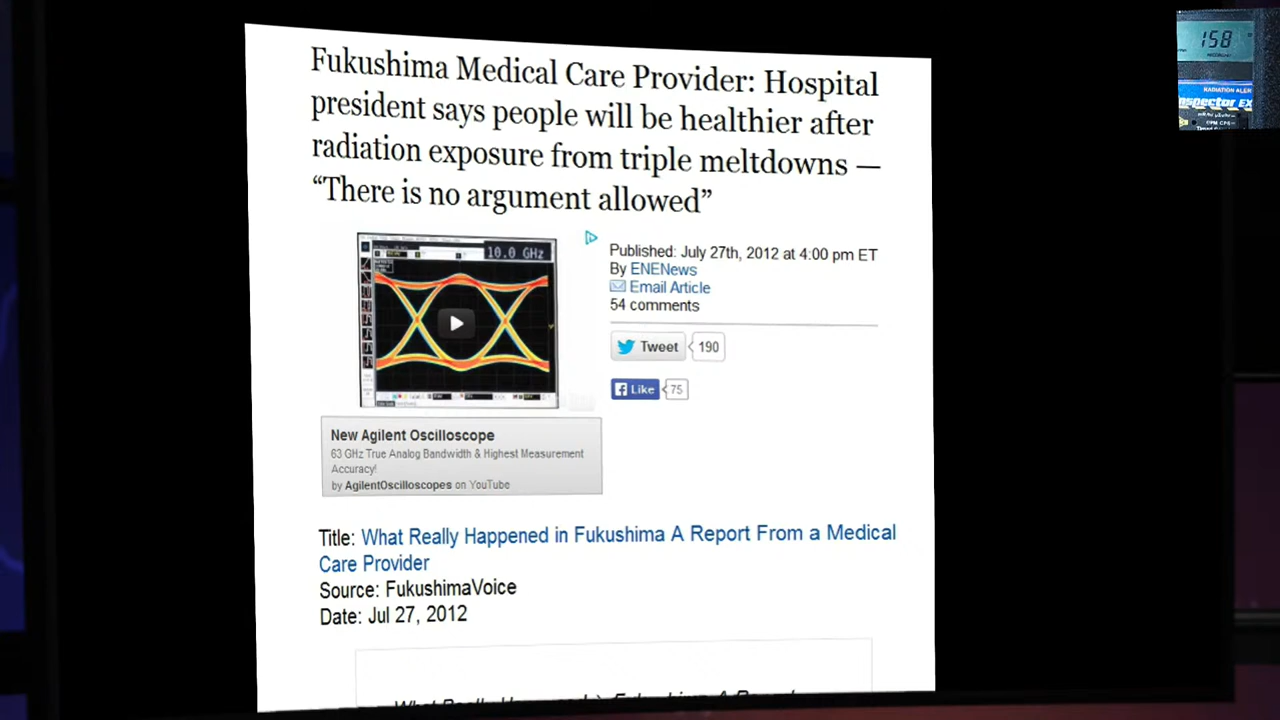 Fukushima Medical Care Provider: Hospital
president says people will be healthier after
radiation exposure from triple meltdowns —
“There is no argument allowed”
10.0 GHz
Published: July 27th, 2012 at 4:00 pm ET
By ENENews
Email Article
54 comments
Tweet 190
Like 75
New Agilent Oscilloscope
63 GHz True Analog Bandwidth & Highest Measurement
Accuracy!
by AgilentOscilloscopes on YouTube
Title: What Really Happened in Fukushima A Report From a Medical
Care Provider
Source: FukushimaVoice
Date: Jul 27, 2012
158
RADIATION ALER
nspector EX